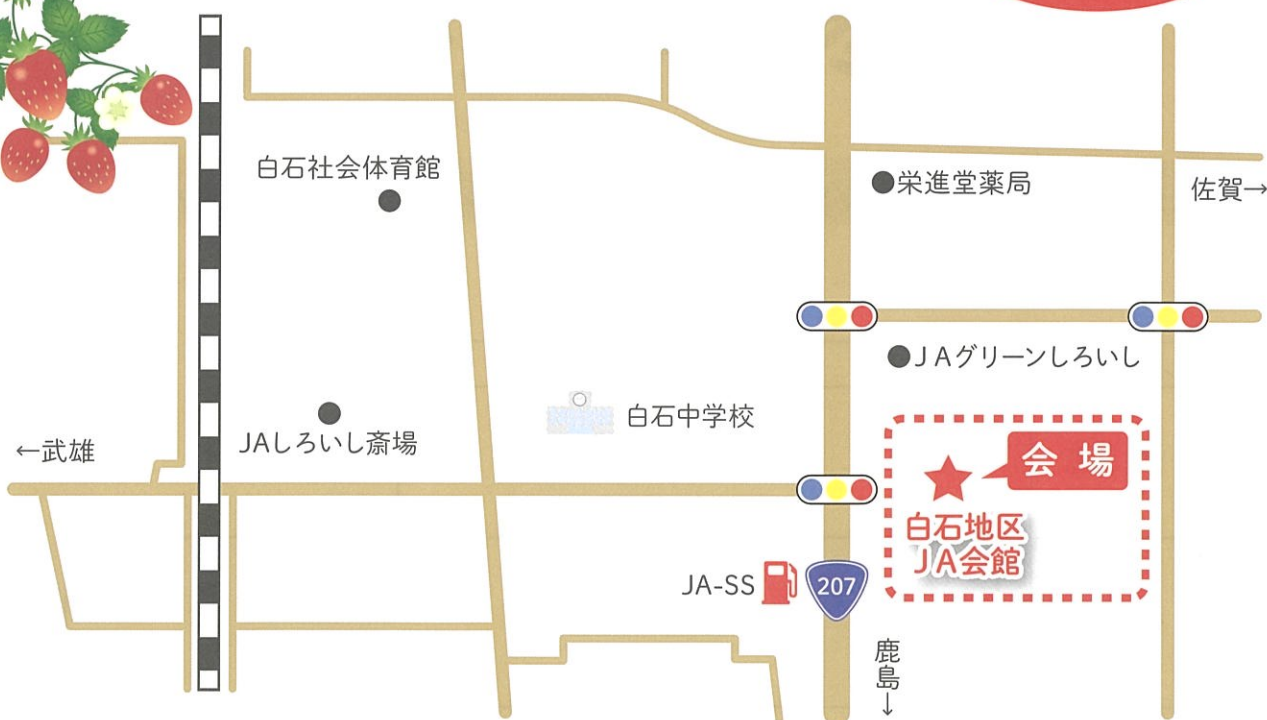 白石社会体育館
●栄進堂薬局
佐賀→
●JAグリーンしろいし
白石中学校
JAしろいし斎場
←武雄
会場
白石地区
JA会館
JA-SS
207
鹿島↓